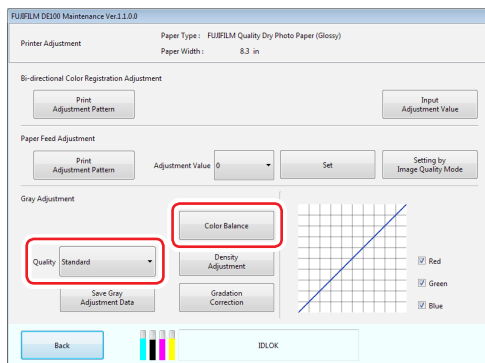 FUJIFILM DE100 Maintenance Ver.1.1.0.0
Printer Adjustment
Paper Type : FUJIFILM Quality Dry Photo Paper (Glossy)
Paper Width : 8.3 in
Bi-directional Color Registration Adjustment
Print
Adjustment Pattern
Input
Adjustment Value
Paper Feed Adjustment
Print
Adjustment Pattern
Adjustment Value 0
Set
Setting by
Image Quality Mode
Gray Adjustment
Color Balance
Quality Standard
Density
Adjustment
Save Gray
Adjustment Data
Gradation
Correction
Red
Green
Blue
Back
IDLOK